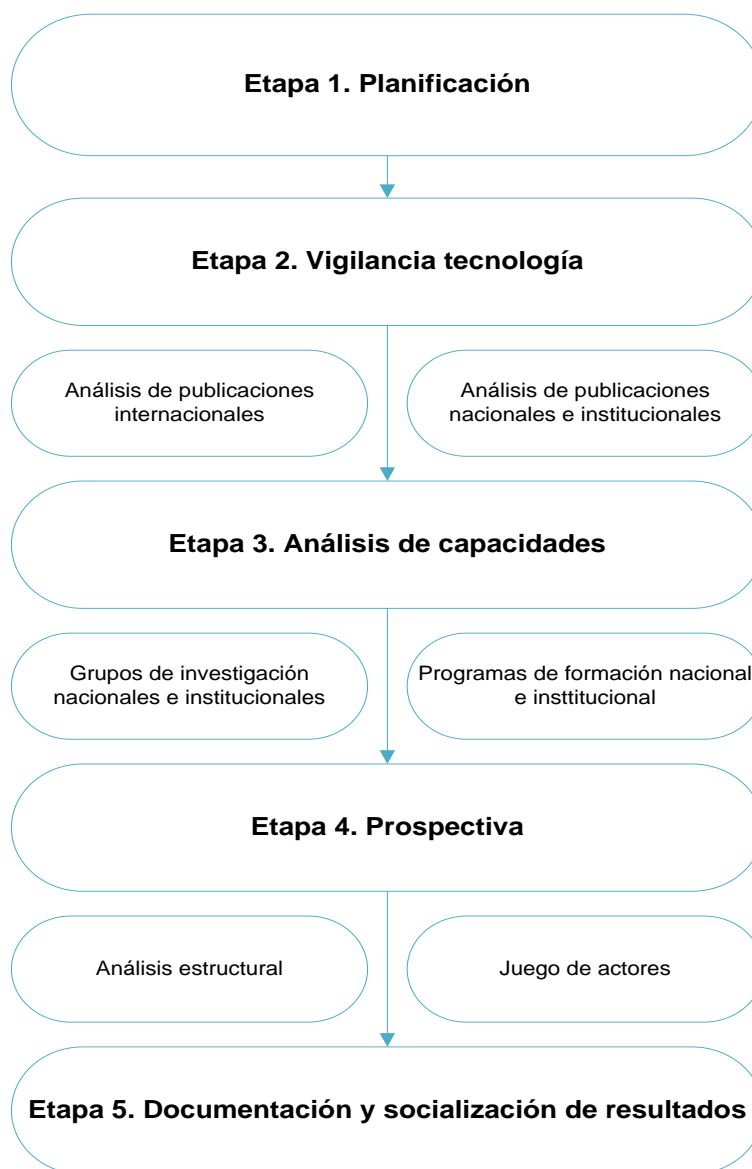 Etapa 1. Planificación
Etapa 2. Vigilancia tecnología
Análisis de publicaciones
internacionales
Análisis de publicaciones
nacionales e institucionales
Etapa 3. Análisis de capacidades
Grupos de investigación
nacionales e institucionales
Programas de formación nacional
e insttitucional
Etapa 4. Prospectiva
Análisis estructural
Juego de actores
Etapa 5. Documentación y socialización de resultados